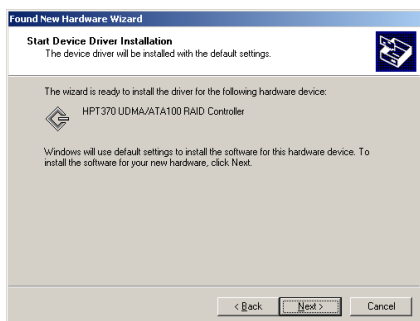 Found New Hardware Wizard
Start Device Driver Installation
The device driver will be installed with the default settings.
The wizard is ready to install the driver for the following hardware device:
HPT370 UDMA/ATA100 RAID Controller
Windows will use default settings to install the software for this hardware device. To
install the software for your new hardware, click Next.
< Back
Next >
Cancel